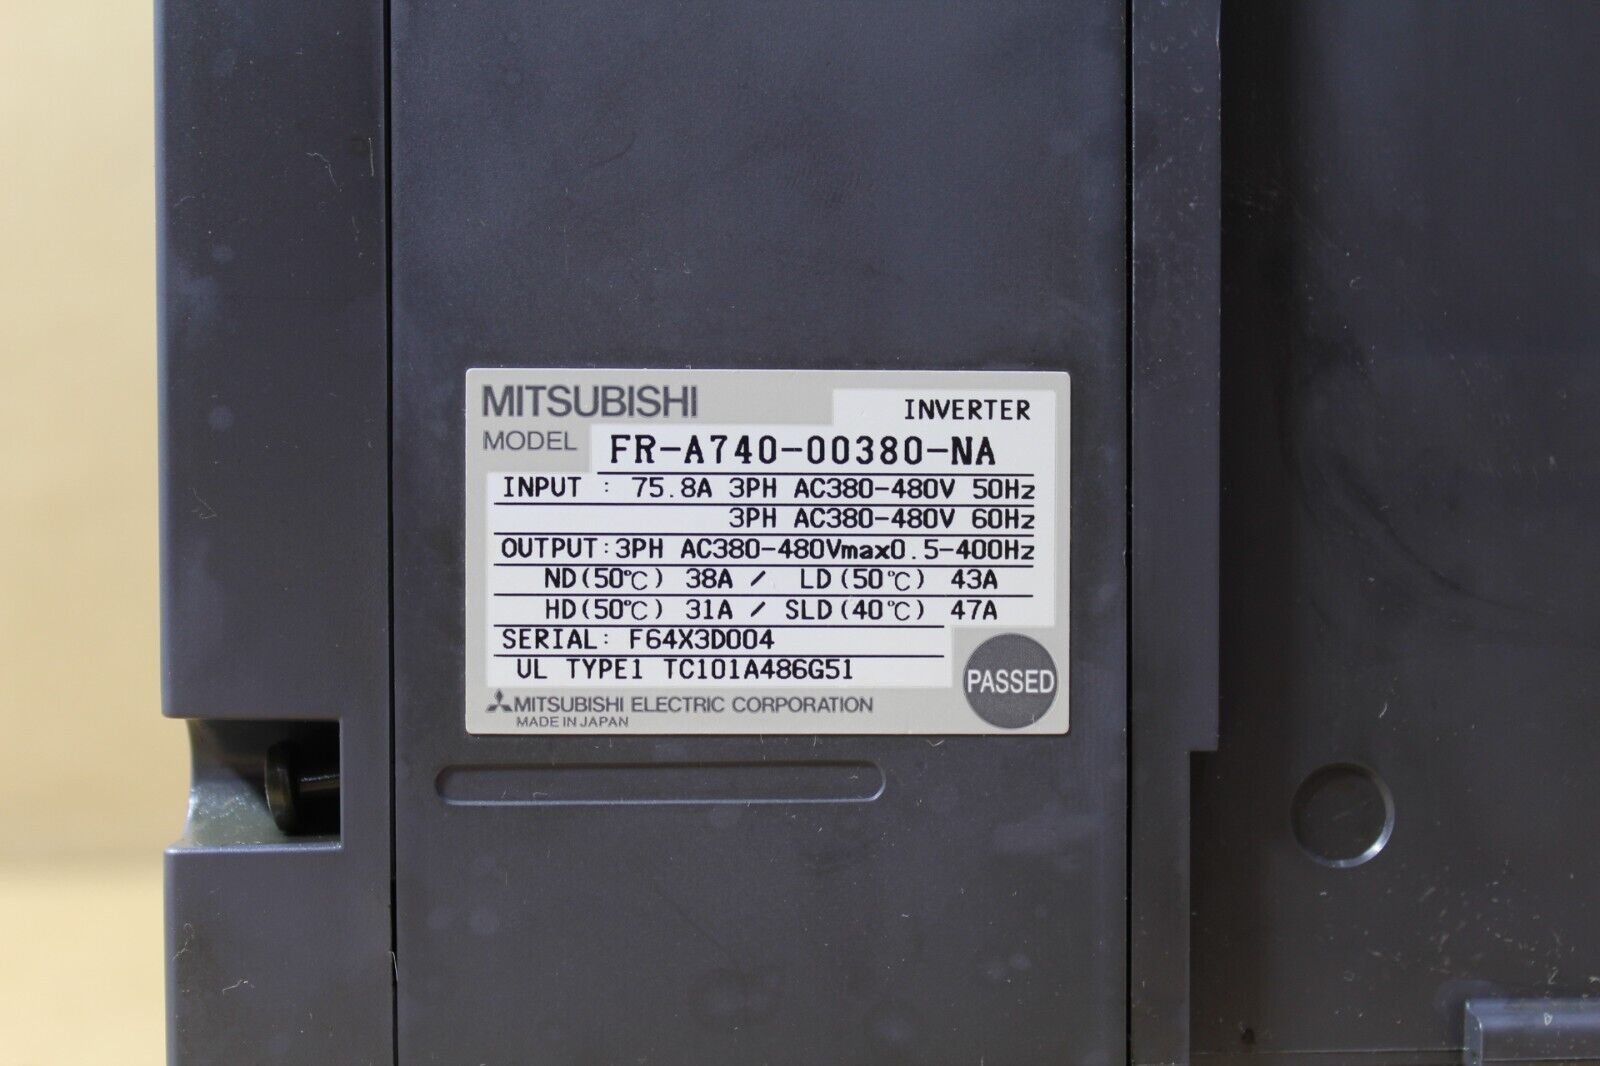 MITSUBISHI
INVERTER
MODEL FR-A740-00380-NA
INPUT : 75.8A 3PH AC380-480V 50Hz
3PH AC380-480V 60Hz
OUTPUT:3PH AC380-480Vmax0.5-400Hz
ND(50℃) 38A / LD(50℃) 43A
HD(50℃) 31A / SLD(40℃) 47A
SERIAL: F64X3D004
UL TYPE1 TC101A486G51
PASSED
MITSUBISHI ELECTRIC CORPORATION
MADE IN JAPAN